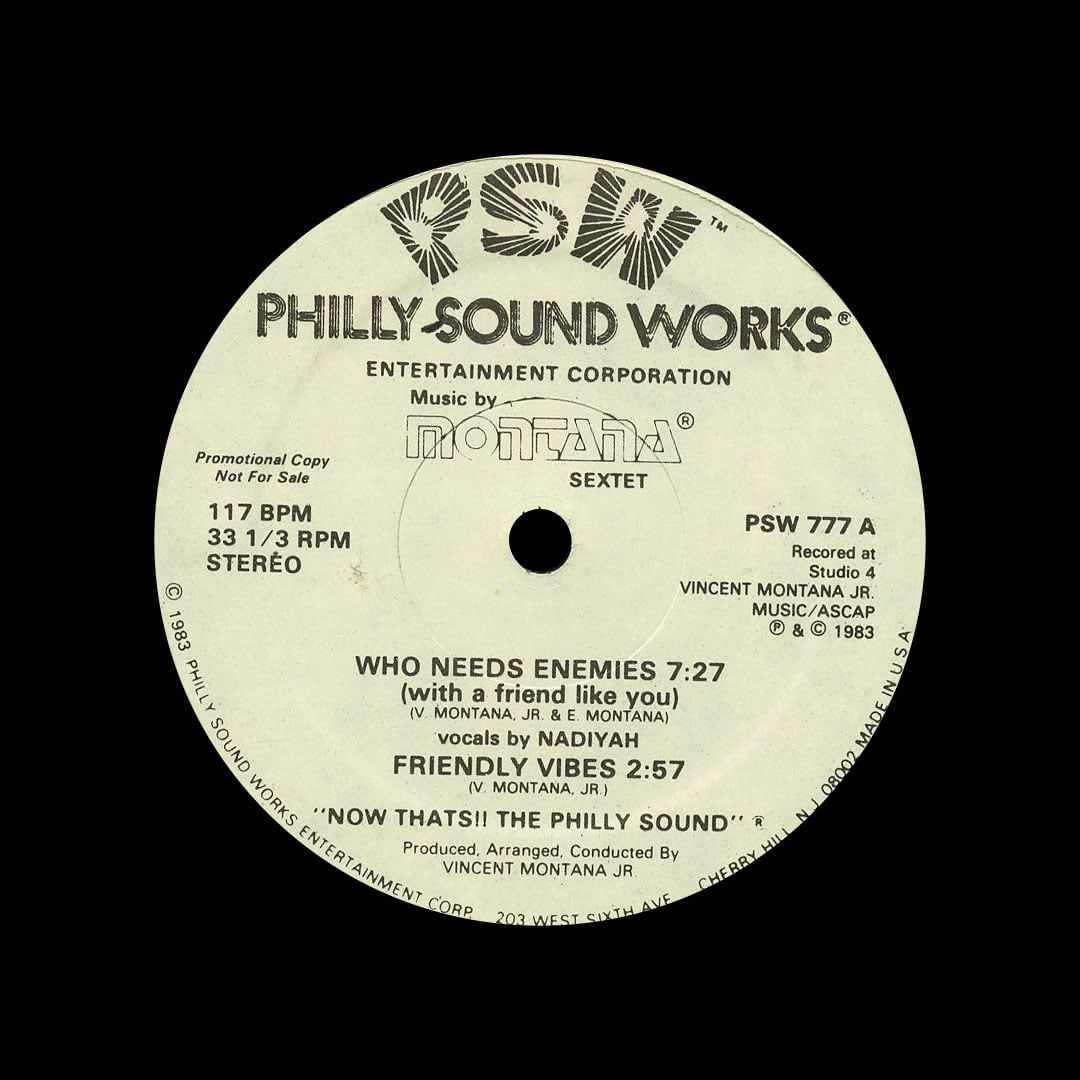 PSW™
PHILLY SOUND WORKS®
ENTERTAINMENT CORPORATION
Music by
MONTANA®
SEXTET
Promotional Copy
Not For Sale
117 BPM
33 1/3 RPM
STEREO
PSW 777 A
Recored at
Studio 4
VINCENT MONTANA JR.
MUSIC/ASCAP
℗ & © 1983
WHO NEEDS ENEMIES 7:27
(with a friend like you)
(V. MONTANA, JR. & E. MONTANA)
vocals by NADIYAH
FRIENDLY VIBES 2:57
(V. MONTANA, JR.)
"NOW THATS!! THE PHILLY SOUND" ®
Produced, Arranged, Conducted By
VINCENT MONTANA JR
© 1983 PHILLY SOUND WORKS ENTERTAINMENT CORP. 203 WEST SIXTH AVE. CHERRY HILL, N.J. 08002 MADE IN U.S.A.